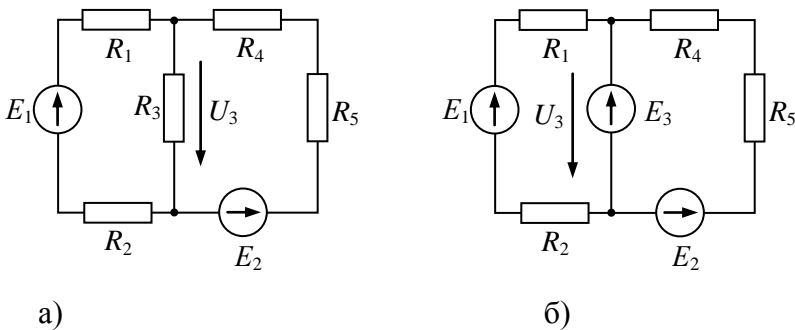 R1 R4
E1 R3 U3 R5
R2 E2
а)
R1 R4
E1 U3 E3 R5
R2 E2
б)